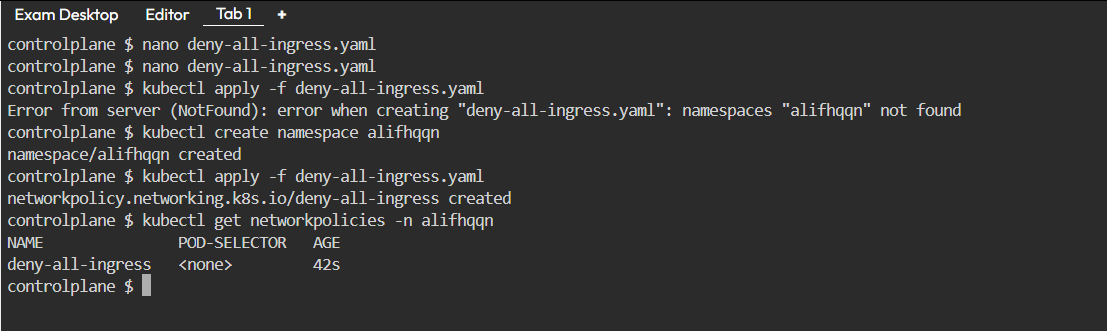 Exam Desktop Editor Tab 1 +
controlplane $ nano deny-all-ingress.yaml
controlplane $ nano deny-all-ingress.yaml
controlplane $ kubectl apply -f deny-all-ingress.yaml
Error from server (NotFound): error when creating "deny-all-ingress.yaml": namespaces "alifhqqn" not found
controlplane $ kubectl create namespace alifhqqn
namespace/alifhqqn created
controlplane $ kubectl apply -f deny-all-ingress.yaml
networkpolicy.networking.k8s.io/deny-all-ingress created
controlplane $ kubectl get networkpolicies -n alifhqqn
NAME POD-SELECTOR AGE
deny-all-ingress <none> 42s
controlplane $